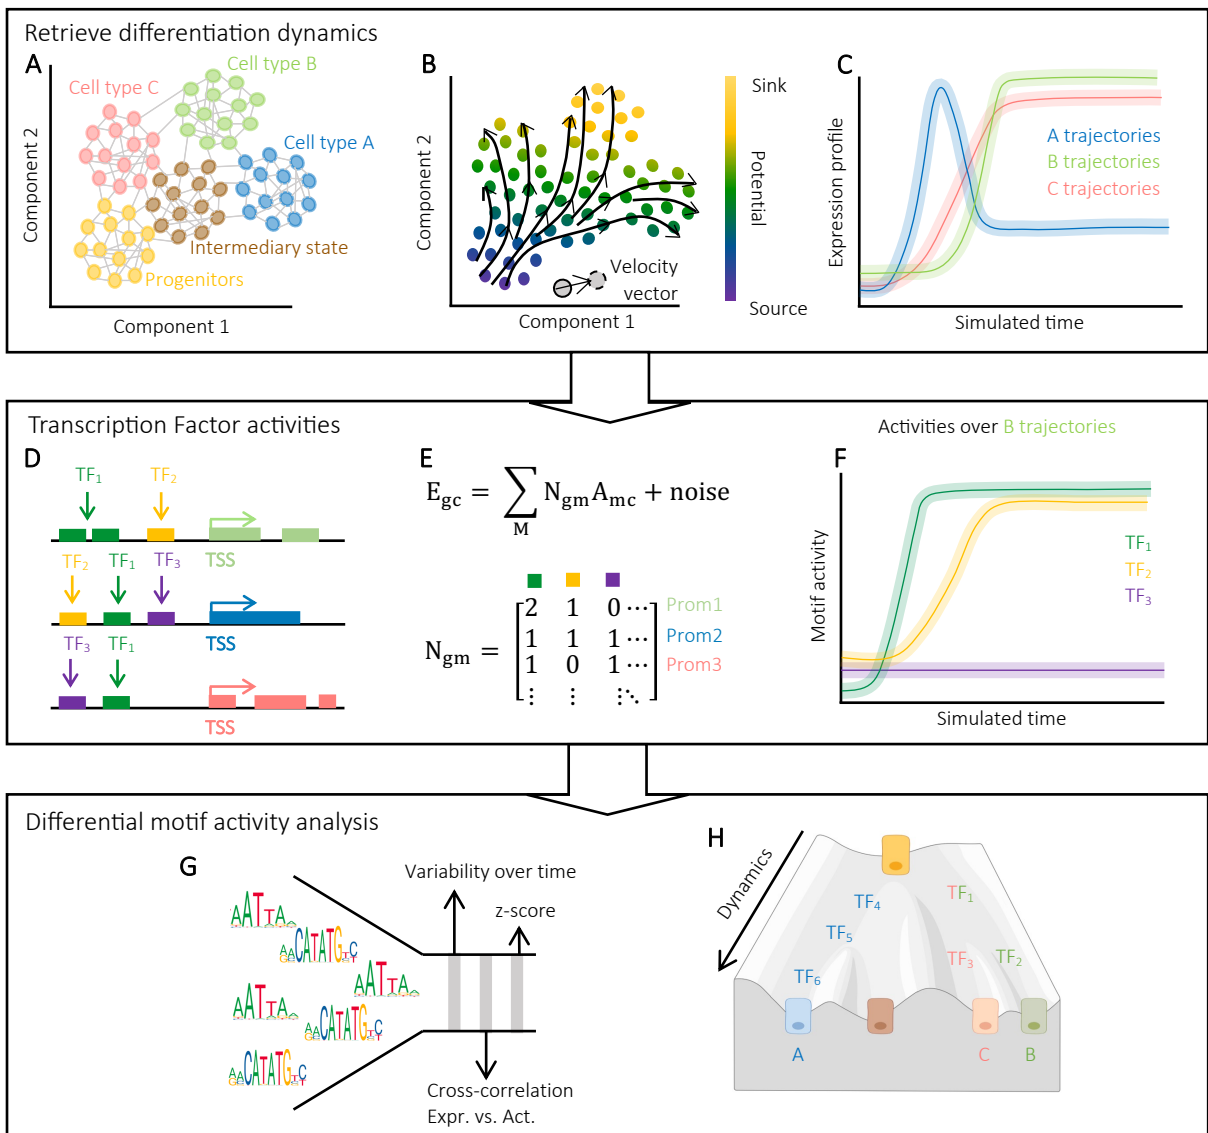 Retrieve differentiation dynamics
A
Cell type B
Cell type C
Cell type A
Intermediary state
Progenitors
Component 2
Component 1
B
Component 2
Component 1
Velocity
vector
Sink
Potential
Source
C
Expression profile
A trajectories
B trajectories
C trajectories
Simulated time
Transcription Factor activities
D
TF1 TF2
TSS
TF2 TF1 TF3
TSS
TF3 TF1
TSS
E
Egc = ∑M NgmAmc + noise
Ngm =
2 1 0 ⋯ Prom1
1 1 1 ⋯ Prom2
1 0 1 ⋯ Prom3
⋮ ⋮ ⋮ ⋱
Activities over B trajectories
F
Motif activity
TF1
TF2
TF3
Simulated time
Differential motif activity analysis
G
Variability over time
z-score
Cross-correlation
Expr. vs. Act.
H
Dynamics
TF4
TF1
TF5
TF3
TF2
TF6
A
C
B